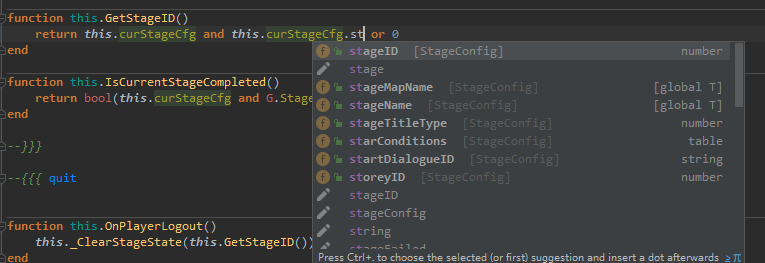 function this.GetStageID()
return this.curStageCfg and this.curStageCfg.st or 0
end
stageID [StageConfig] number
stage
stageMapName [StageConfig] [global T]
stageName [StageConfig] [global T]
stageTitleType [StageConfig] number
starConditions [StageConfig] table
startDialogueID [StageConfig] string
storeyID [StageConfig] number
stageID
stageConfig
string
stageFailed
Press Ctrl+. to choose the selected (or first) suggestion and insert a dot afterwards ≥ π
function this.IsCurrentStageCompleted()
return bool(this.curStageCfg and G.Stage
end
--}}}
--{{{ quit
function this.OnPlayerLogout()
this._ClearStageState(this.GetStageID())
end